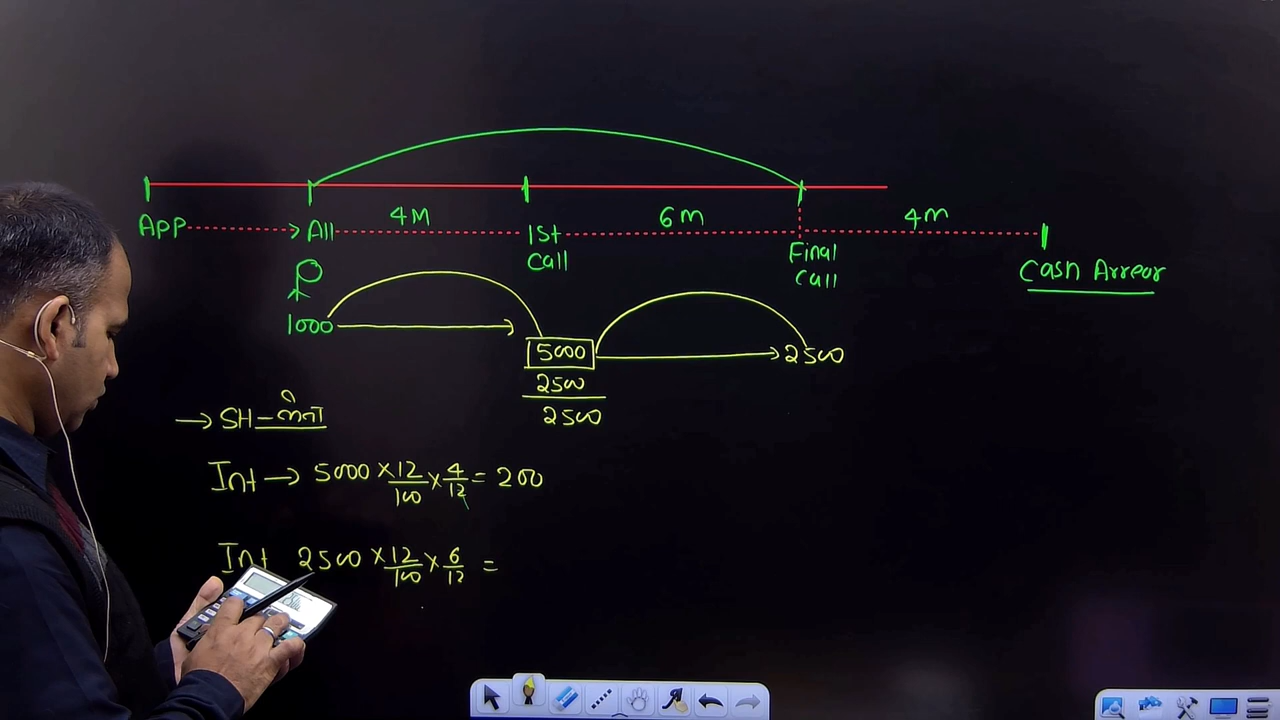 4M 6M 4M
APP All 1st Call Final Call Cash Arrear
1000
5000 2500
2500
2500
→ SH -
Int → 5000 × 12/100 × 4/12 = 200
Int 2500 × 12/100 × 6/12 =